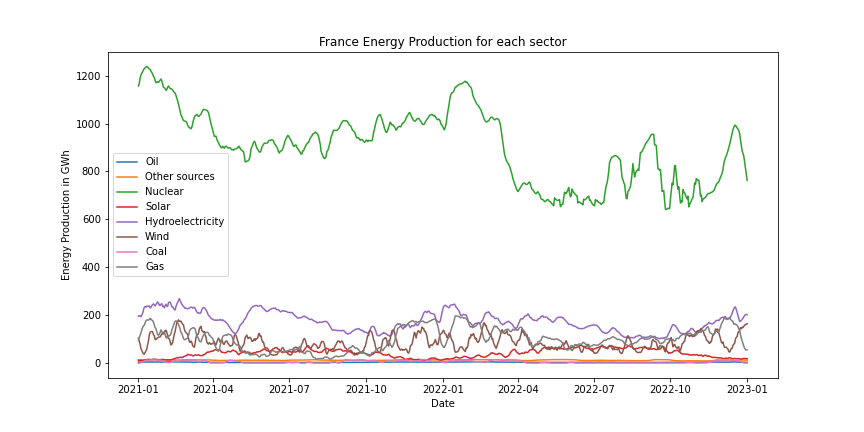 France Energy Production for each sector
Energy Production in GWh
1200
1000
800
600
400
200
0
Oil
Other sources
Nuclear
Solar
Hydroelectricity
Wind
Coal
Gas
2021-01 2021-04 2021-07 2021-10 2022-01 2022-04 2022-07 2022-10 2023-01
Date